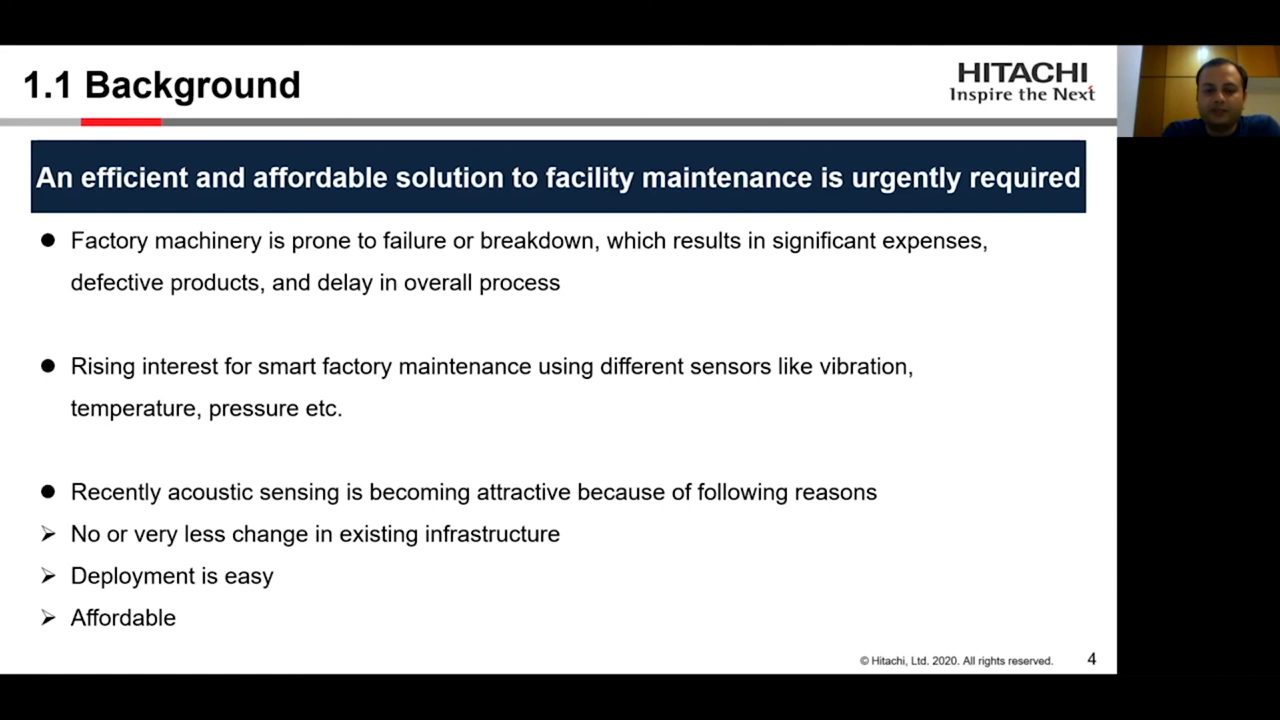 1.1 Background
HITACHI
Inspire the Next
An efficient and affordable solution to facility maintenance is urgently required
● Factory machinery is prone to failure or breakdown, which results in significant expenses,
defective products, and delay in overall process
● Rising interest for smart factory maintenance using different sensors like vibration,
temperature, pressure etc.
● Recently acoustic sensing is becoming attractive because of following reasons
➢ No or very less change in existing infrastructure
➢ Deployment is easy
➢ Affordable
© Hitachi, Ltd. 2020. All rights reserved.
4